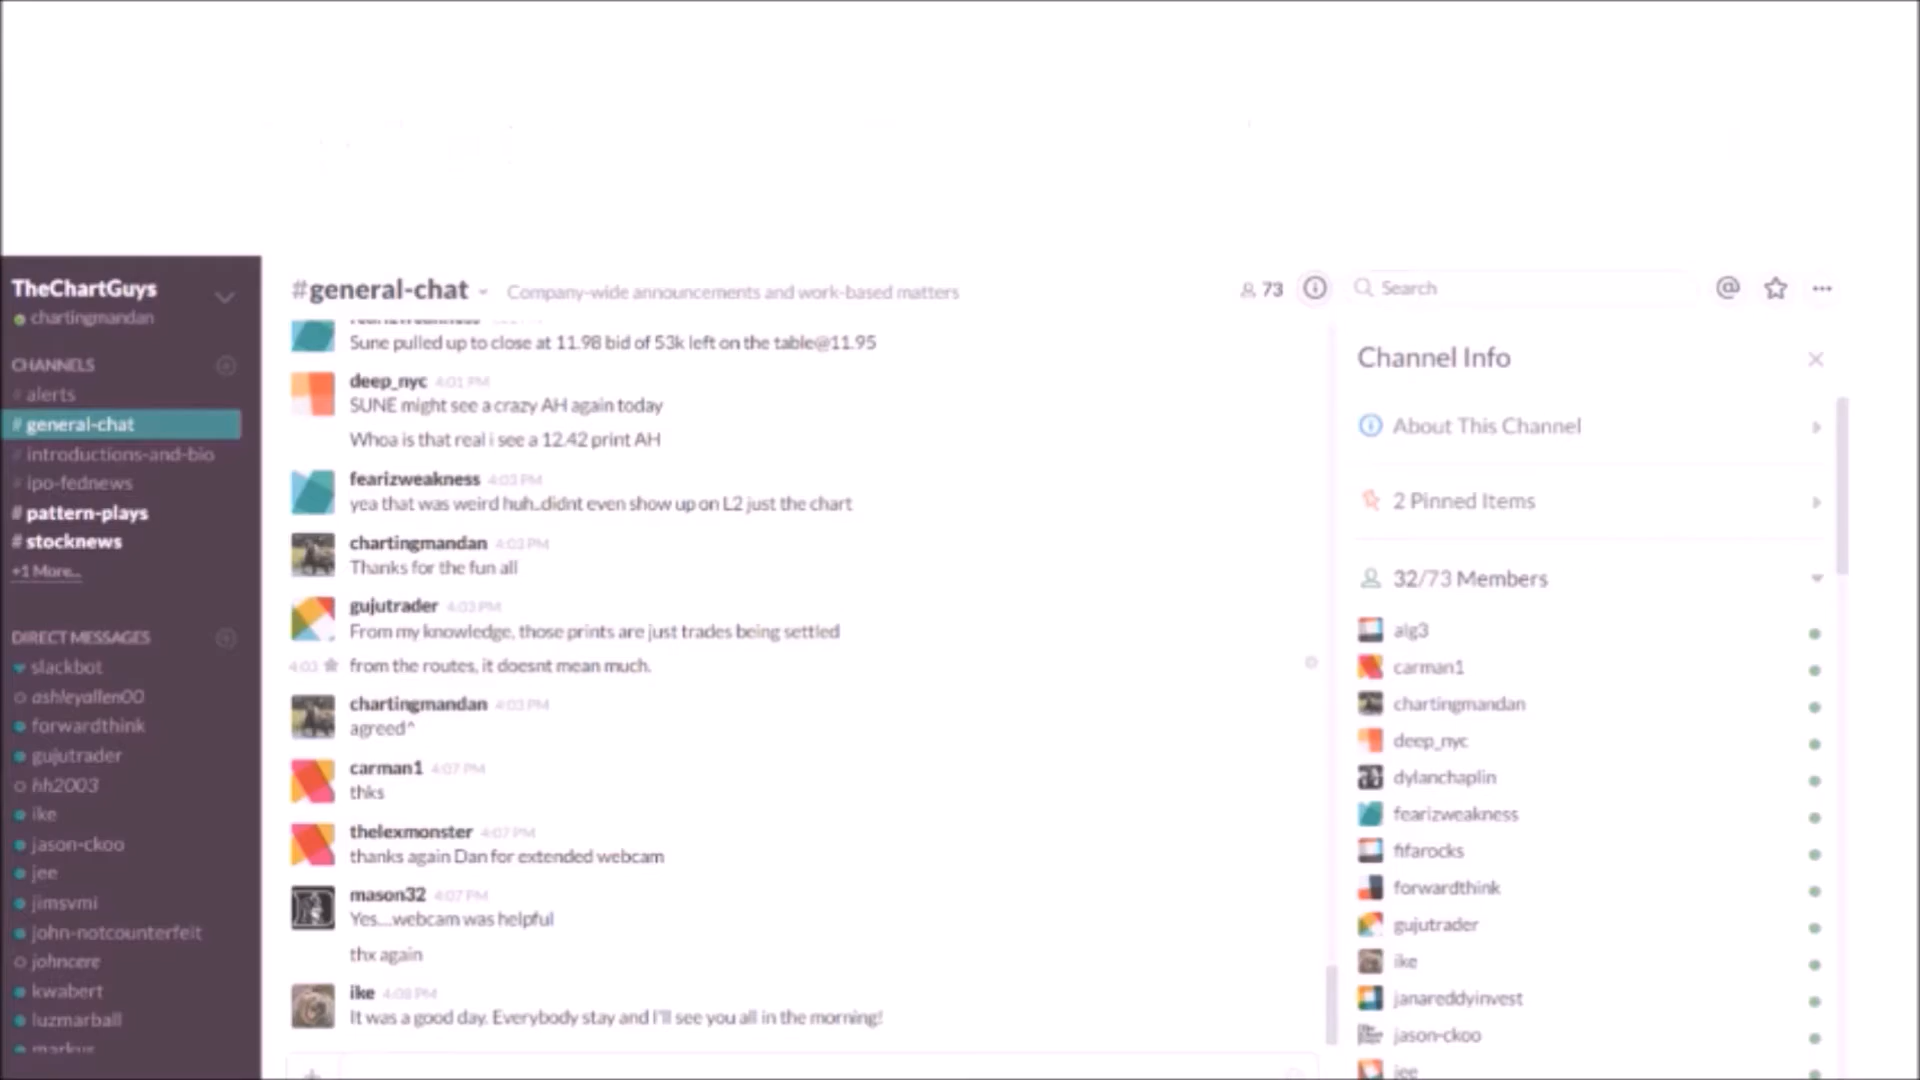 TheChartGuys
chartingmandan
CHANNELS
# alerts
# general-chat
# introductions-and-bio
# ipo-fednews
# pattern-plays
# stocknews
+1 More...
DIRECT MESSAGES
slackbot
ashleyallen00
forwardthink
gujutrader
hh2003
ike
jason-ckoo
jee
jimsvmi
john-notcounterfeit
johncere
kwabert
luzmarball
markus
#general-chat
Company-wide announcements and work-based matters
73
Search
@
Sune pulled up to close at 11.98 bid of 53k left on the table@11.95
deep_nyc 4:01 PM
SUNE might see a crazy AH again today
Whoa is that real i see a 12.42 print AH
fearizweakness 4:03 PM
yea that was weird huh..didnt even show up on L2 just the chart
chartingmandan 4:03 PM
Thanks for the fun all
gujutrader 4:03 PM
From my knowledge, those prints are just trades being settled
4:03 from the routes, it doesnt mean much.
chartingmandan 4:03 PM
agreed^
carman1 4:07 PM
thks
thelexmonster 4:07 PM
thanks again Dan for extended webcam
mason32 4:07 PM
Yes....webcam was helpful
thx again
ike 4:08 PM
It was a good day. Everybody stay and I'll see you all in the morning!
Channel Info
About This Channel
2 Pinned Items
32/73 Members
alg3
carman1
chartingmandan
deep_nyc
dylanchaplin
fearizweakness
fifarocks
forwardthink
gujutrader
ike
janareddyinvest
jason-ckoo
jee